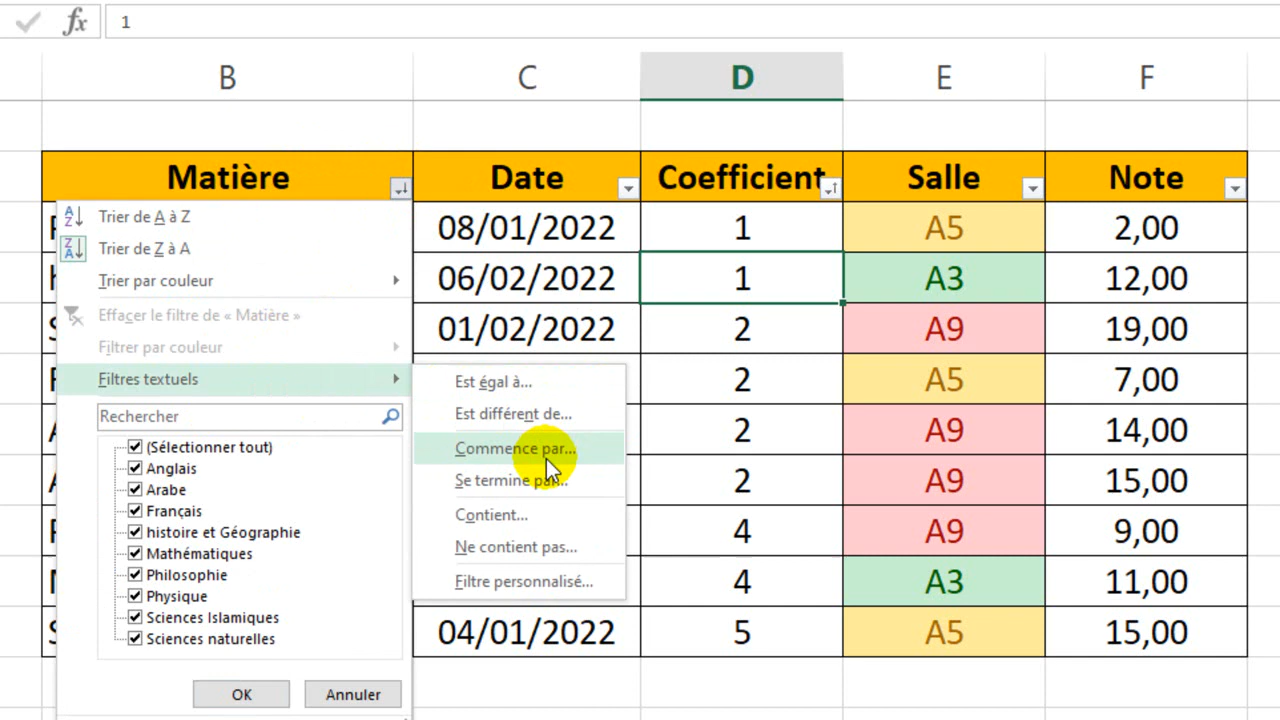 fx 1
B C D E F
Matière Date Coefficient Salle Note
08/01/2022 1 A5 2,00
06/02/2022 1 A3 12,00
01/02/2022 2 A9 19,00
2 A5 7,00
2 A9 14,00
2 A9 15,00
4 A9 9,00
4 A3 11,00
04/01/2022 5 A5 15,00
Trier de A à Z
Trier de Z à A
Trier par couleur
Effacer le filtre de « Matière »
Filtrer par couleur
Filtres textuels
Rechercher
(Sélectionner tout)
Anglais
Arabe
Français
histoire et Géographie
Mathématiques
Philosophie
Physique
Sciences Islamiques
Sciences naturelles
OK Annuler
Est égal à...
Est différent de...
Commence par...
Se termine par...
Contient...
Ne contient pas...
Filtre personnalisé...